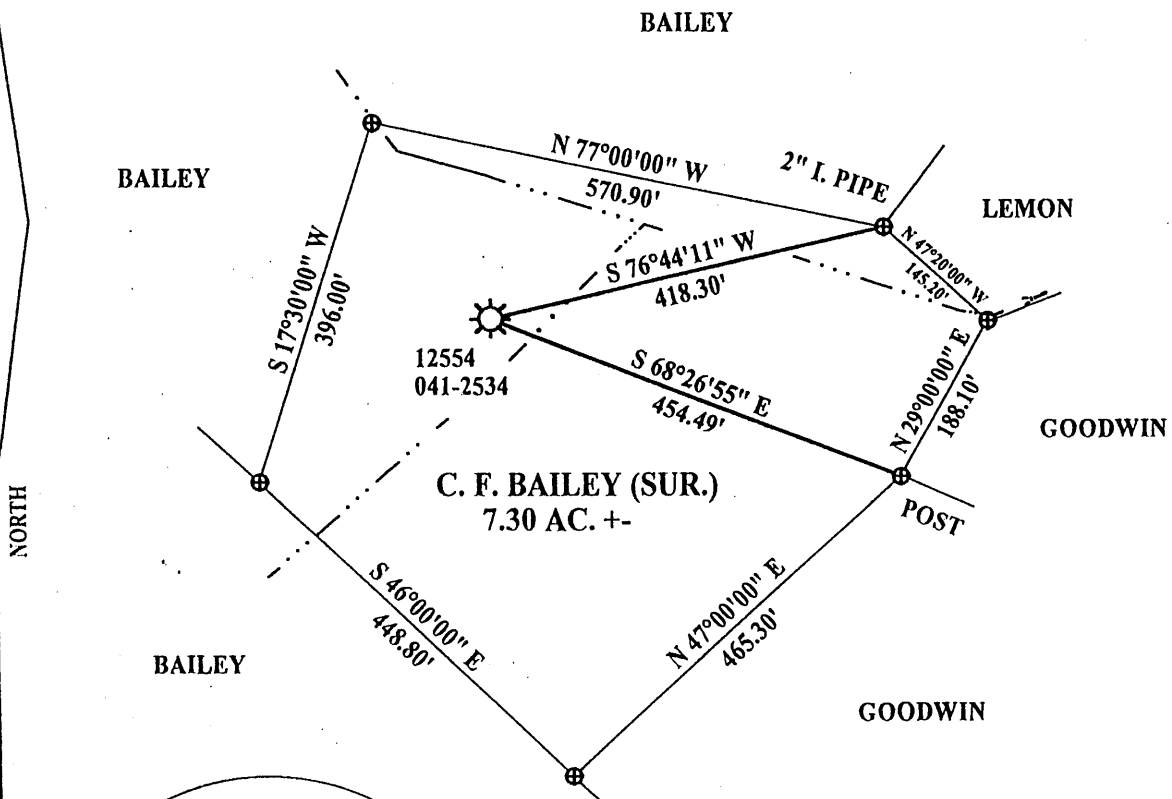 BAILEY
N 77°00'00" W
570.90'
2" I. PIPE
BAILEY
LEMON
N 47°20'00" W
145.20'
S 76°44'11" W
418.30'
S 17°30'00" W
396.00'
12554
041-2534
S 68°26'55" E
454.49'
N 29°00'00" E
188.10'
GOODWIN
C. F. BAILEY (SUR.)
7.30 AC. +-
POST
NORTH
S 46°00'00" E
448.80'
N 47°00'00" E
465.30'
BAILEY
GOODWIN